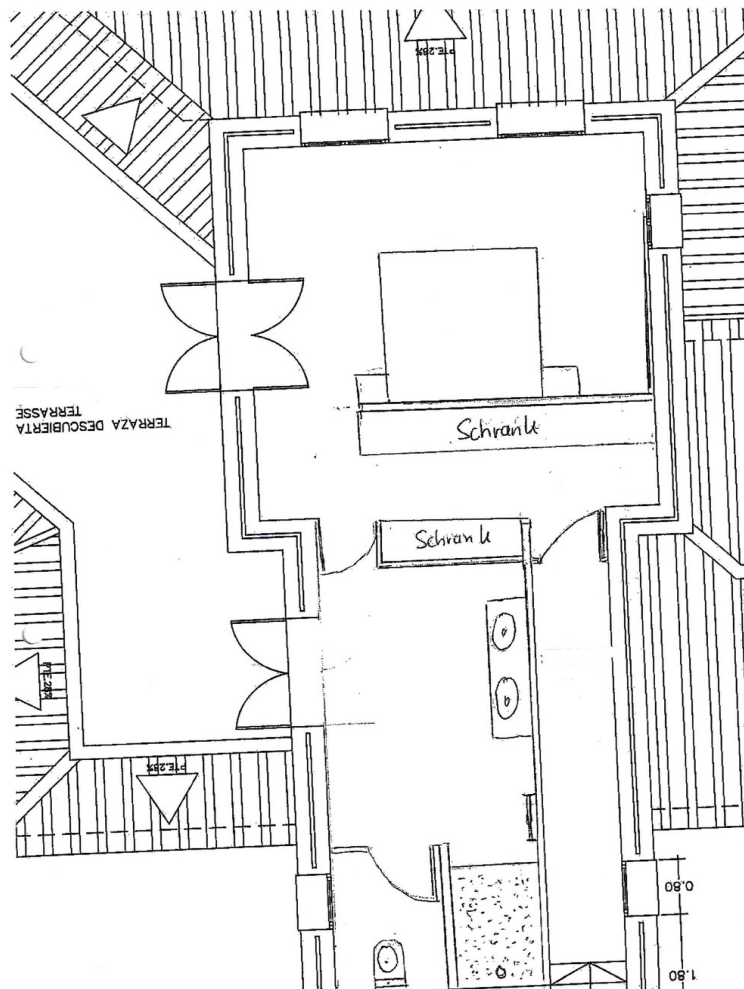 PTE.28%
TERRAZA DESCUBIERTA
TERRASSE
Schrank
Schrank
PTE.28%
PTE.28%
0.80
1.80